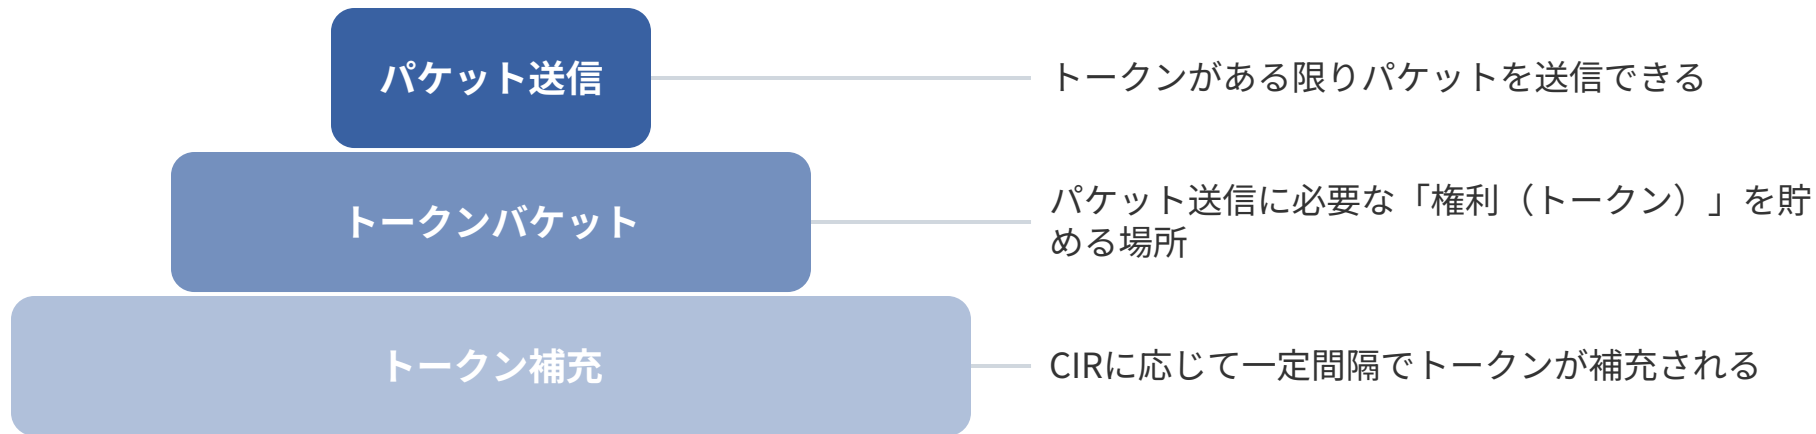 パケット送信
トークンがある限りパケットを送信できる
トークンバケット
パケット送信に必要な「権利（トークン）」を貯
める場所
トークン補充
CIRに応じて一定間隔でトークンが補充される